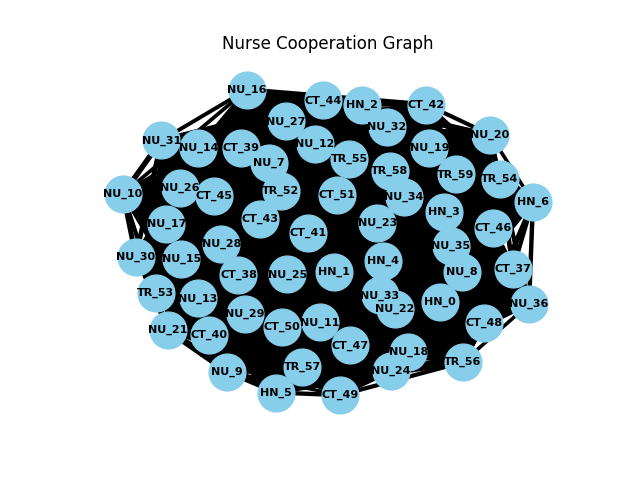 Nurse Cooperation Graph
NU_16
CT_44
HN_2
CT_42
NU_27
NU_32
NU_20
NU_31
NU_14
CT_39
NU_12
NU_19
NU_7
TR_55
TR_58
TR_59
TR_54
NU_10
NU_26
CT_45
TR_52
CT_51
NU_34
HN_6
NU_17
CT_43
NU_23
HN_3
CT_46
NU_28
CT_41
NU_35
NU_30
NU_15
CT_38
NU_25
HN_1
HN_4
NU_8
CT_37
TR_53
NU_13
NU_33
NU_22
HN_0
NU_36
NU_29
NU_21
CT_40
CT_50
NU_11
CT_48
CT_47
NU_18
NU_9
TR_57
NU_24
TR_56
HN_5
CT_49